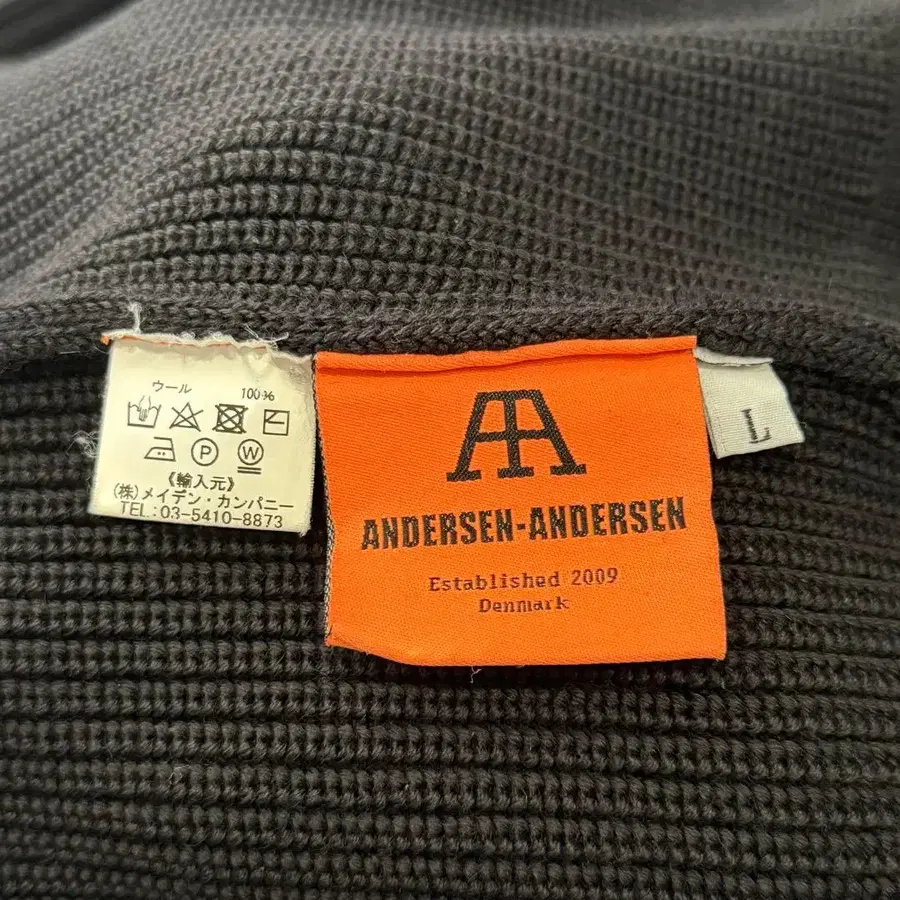 ウール 100%
P W
《輸入元》
(株)メイデン・カンパニー
TEL:03-5410-8873
AA
ANDERSEN-ANDERSEN
Established 2009
Denmark
L